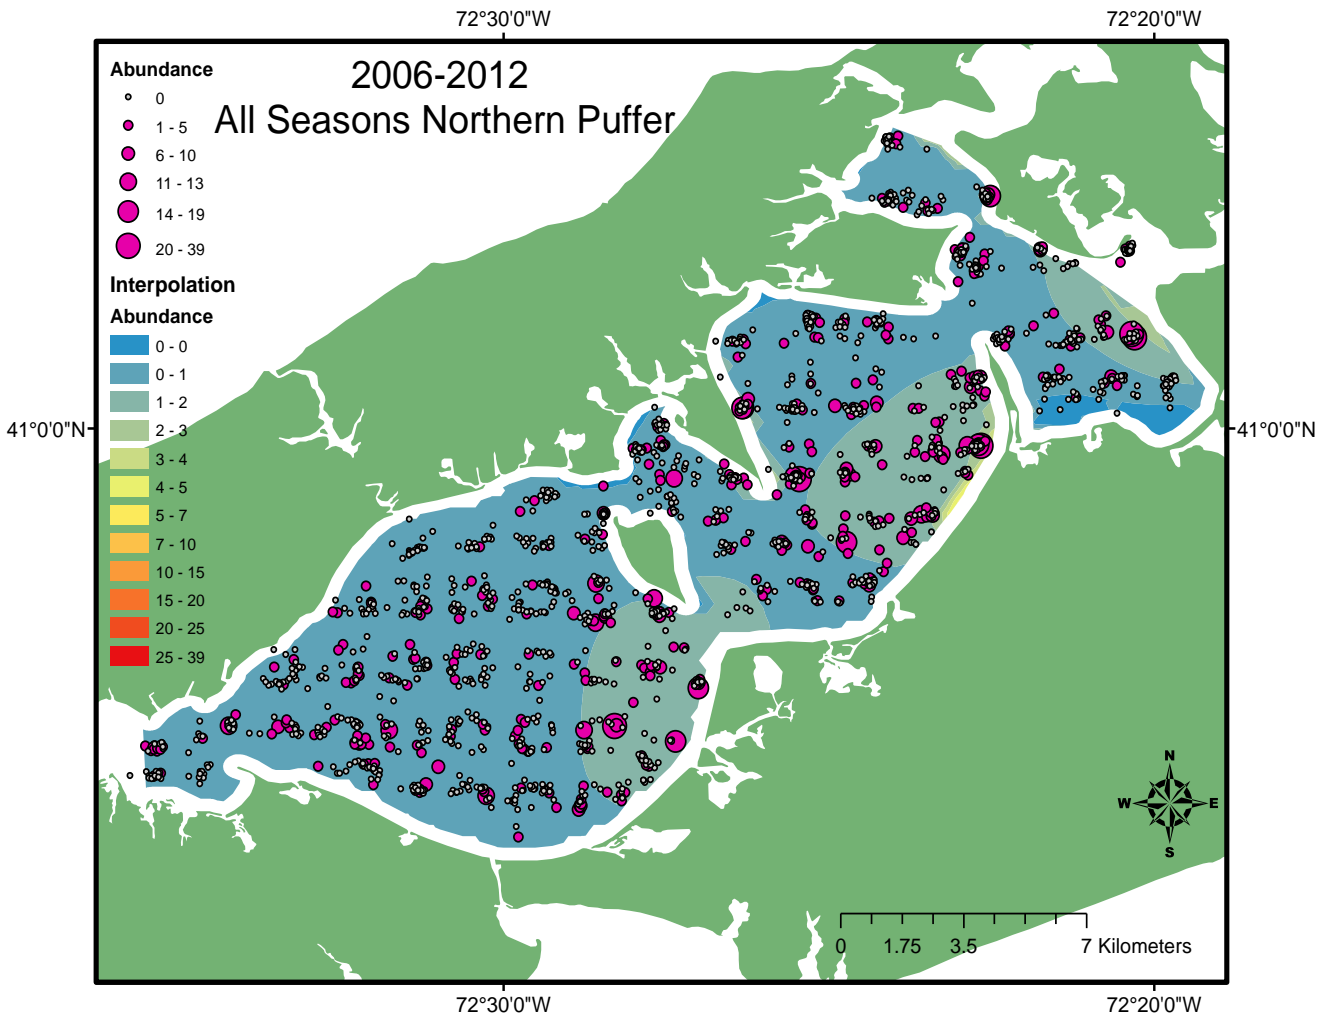 72°30'0"W 72°20'0"W
2006-2012
All Seasons Northern Puffer
Abundance
0
1 - 5
6 - 10
11 - 13
14 - 19
20 - 39
Interpolation
Abundance
0 - 0
0 - 1
1 - 2
2 - 3
3 - 4
4 - 5
5 - 7
7 - 10
10 - 15
15 - 20
20 - 25
25 - 39
41°0'0"N 41°0'0"N
N
W E
S
0 1.75 3.5 7 Kilometers
72°30'0"W 72°20'0"W